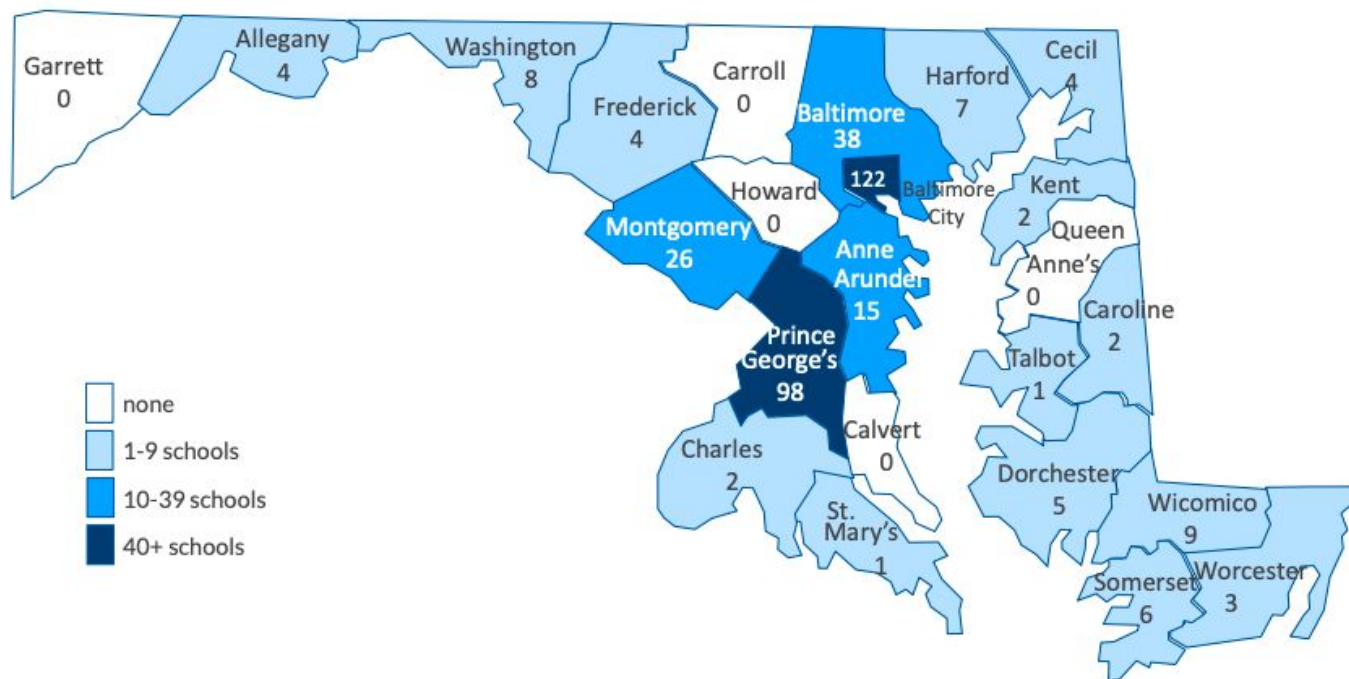 Garrett
0
Allegany
4
Washington
8
Frederick
4
Carroll
0
Baltimore
38
122
Baltimore
City
Harford
7
Cecil
4
Howard
0
Montgomery
26
Anne
Arundel
15
Kent
2
Queen
Anne's
0
Caroline
2
Talbot
1
Prince
George's
98
none
1-9 schools
10-39 schools
40+ schools
Charles
2
Calvert
0
St.
Mary's
1
Dorchester
5
Wicomico
9
Somerset
6
Worcester
3